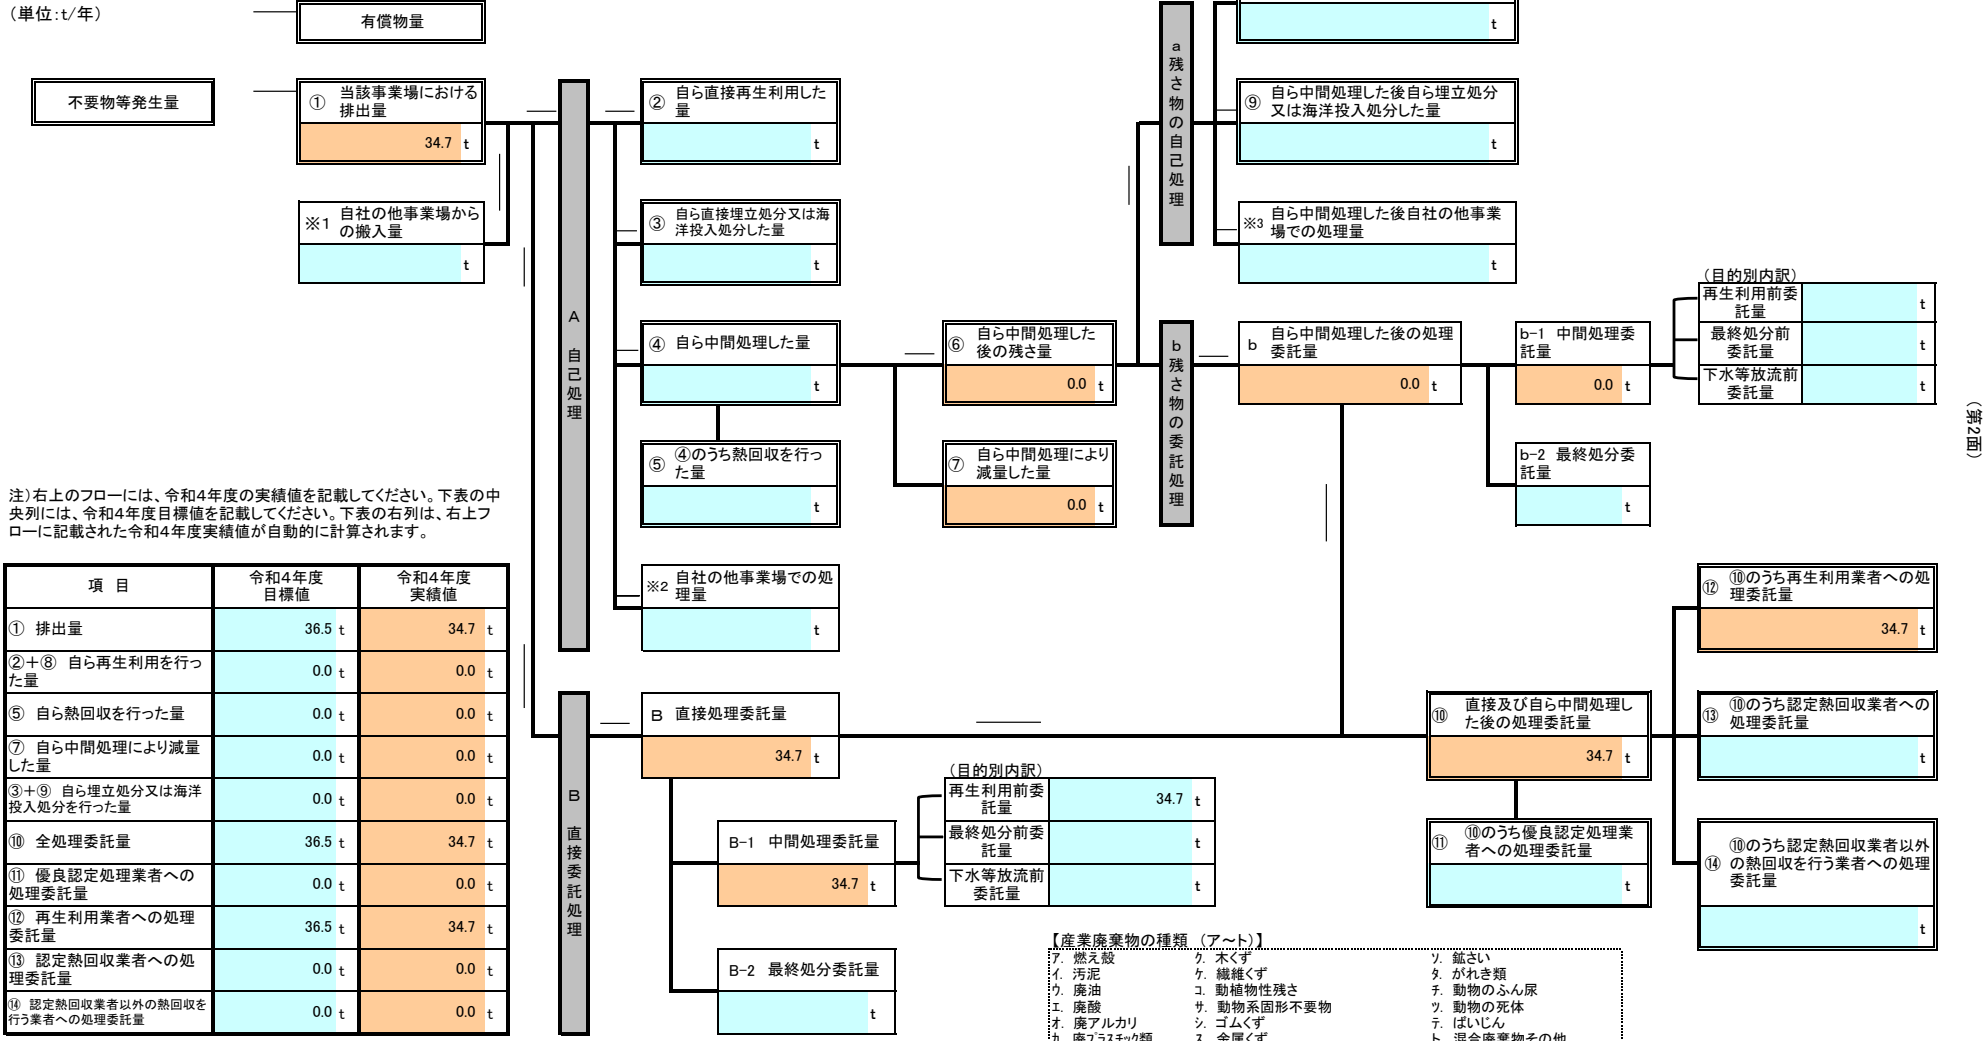 （単位：t/年）
有償物量
不要物等発生量
① 当該事業場における
排出量
34.7 t
※1 自社の他事業場から
の搬入量
t
A 自己処理
② 自ら直接再生利用した
量
t
③ 自ら直接埋立処分又は海
洋投入処分した量
t
④ 自ら中間処理した量
t
⑤ ④のうち熱回収を行っ
た量
t
※2 自社の他事業場での処
理量
t
⑥ 自ら中間処理した
後の残さ量
0.0 t
⑦ 自ら中間処理により
減量した量
0.0 t
a 残さ物の自己処理
t
⑨ 自ら中間処理した後自ら埋立処分
又は海洋投入処分した量
t
※3 自ら中間処理した後自社の他事業
場での処理量
t
b 残さ物の委託処理
b 自ら中間処理した後の処理
委託量
0.0 t
b-1 中間処理委
託量
0.0 t
b-2 最終処分委
託量
t
（目的別内訳）
再生利用前委
託量
t
最終処分前
委託量
t
下水等放流前
委託量
t
（第2面）
注）右上のフローには、令和４年度の実績値を記載してください。下表の中
央列には、令和４年度目標値を記載してください。下表の右列は、右上フ
ローに記載された令和４年度実績値が自動的に計算されます。
項 目 令和４年度
目標値 令和４年度
実績値
① 排出量 36.5 t 34.7 t
②＋⑧ 自ら再生利用を行っ
た量 0.0 t 0.0 t
⑤ 自ら熱回収を行った量 0.0 t 0.0 t
⑦ 自ら中間処理により減量
した量 0.0 t 0.0 t
③＋⑨ 自ら埋立処分又は海洋
投入処分を行った量 0.0 t 0.0 t
⑩ 全処理委託量 36.5 t 34.7 t
⑪ 優良認定処理業者への
処理委託量 0.0 t 0.0 t
⑫ 再生利用業者への処理
委託量 36.5 t 34.7 t
⑬ 認定熱回収業者への処
理委託量 0.0 t 0.0 t
⑭ 認定熱回収業者以外の熱回収を
行う業者への処理委託量 0.0 t 0.0 t
B 直接委託処理
B 直接処理委託量
34.7 t
B-1 中間処理委託量
34.7 t
B-2 最終処分委託量
t
（目的別内訳）
再生利用前委
託量
34.7 t
最終処分前委
託量
t
下水等放流前
委託量
t
⑩ 直接及び自ら中間処理し
た後の処理委託量
34.7 t
⑪ ⑩のうち優良認定処理業
者への処理委託量
t
⑫ ⑩のうち再生利用業者への処
理委託量
34.7 t
⑬ ⑩のうち認定熱回収業者への
処理委託量
t
⑭ ⑩のうち認定熱回収業者以外
の熱回収を行う業者への処理
委託量
t
【産業廃棄物の種類 （ア～ト）】
ア. 燃え殻 ク. 木くず ソ. 鉱さい
イ. 汚泥 ケ. 繊維くず タ. がれき類
ウ. 廃油 コ. 動植物性残さ チ. 動物のふん尿
エ. 廃酸 サ. 動物系固形不要物 ツ. 動物の死体
オ. 廃アルカリ シ. ゴムくず テ. ばいじん
カ. 廃プラスチック類 ス. 金属くず ト. 混合廃棄物その他